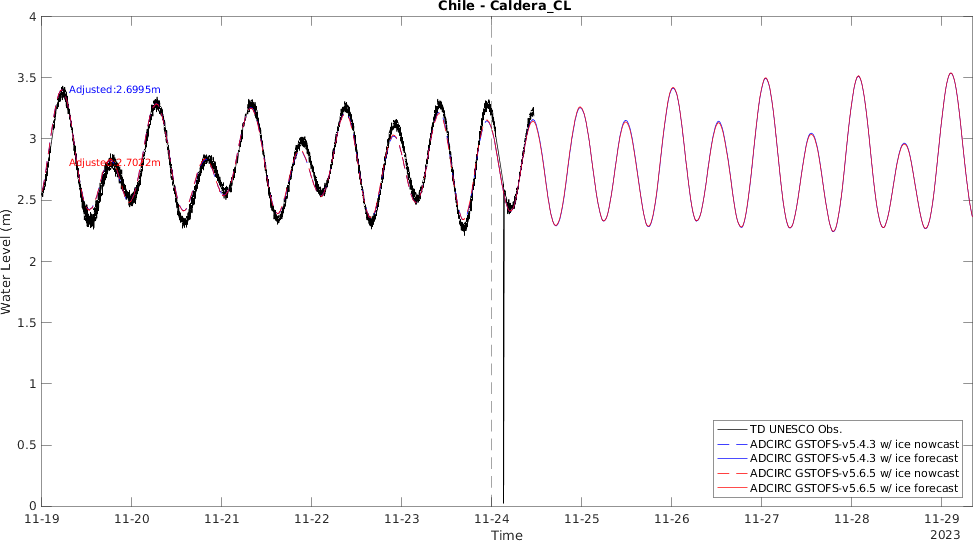 Chile - Caldera_CL
Water Level (m)
4
3.5
3
2.5
2
1.5
1
0.5
0
Adjusted:2.6995m
Adjusted:2.7022m
TD UNESCO Obs.
ADCIRC GSTOFS-v5.4.3 w/ ice nowcast
ADCIRC GSTOFS-v5.4.3 w/ ice forecast
ADCIRC GSTOFS-v5.6.5 w/ ice nowcast
ADCIRC GSTOFS-v5.6.5 w/ ice forecast
11-19 11-20 11-21 11-22 11-23 11-24 11-25 11-26 11-27 11-28 11-29
Time
2023